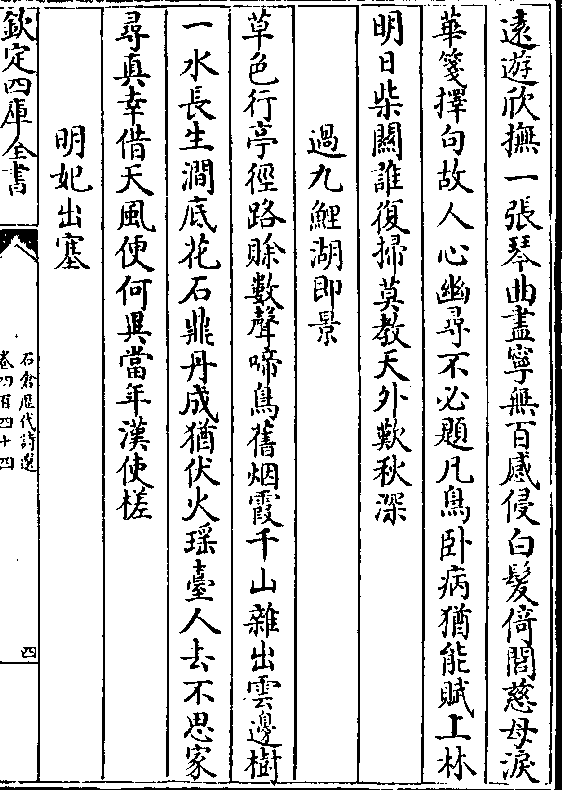 遠遊欣撫一張琴曲盡寧無百感侵白髮倚閭慈母淚
華箋擇句故人心幽尋不必題凡鳥卧病猶能賦上林
明日柴關誰復掃莫教天外歎秋深
過九鯉湖即景
草色行亭徑路賖數聲啼鳥舊烟霞千山雜出雲邊樹
一水長生澗底花石鼎丹成猶伏火瑶臺人去不思家
尋真幸借天風便何異當年漢使槎
明妃出塞
欽定四庫全書
石倉歴代詩選
卷四百四十四
四